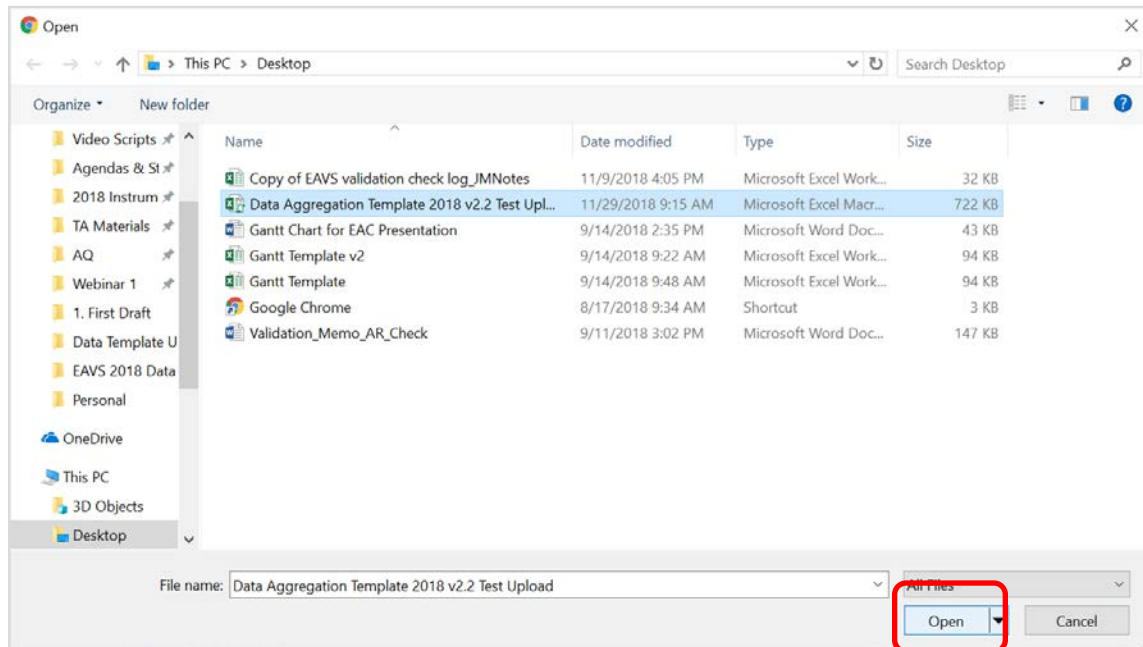 Open
This PC > Desktop
Search Desktop
Organize New folder
Name Date modified Type Size
Video Scripts
Agendas & St
2018 Instrum
TA Materials
AQ
Webinar 1
1. First Draft
Data Template U
EAVS 2018 Data
Personal
OneDrive
This PC
3D Objects
Desktop
Copy of EAVS validation check log_JMNotes 11/9/2018 4:05 PM Microsoft Excel Work... 32 KB
Data Aggregation Template 2018 v2.2 Test Upl... 11/29/2018 9:15 AM Microsoft Excel Macr... 722 KB
Gantt Chart for EAC Presentation 9/14/2018 2:35 PM Microsoft Word Doc... 43 KB
Gantt Template v2 9/14/2018 9:22 AM Microsoft Excel Work... 94 KB
Gantt Template 9/14/2018 9:48 AM Microsoft Excel Work... 94 KB
Google Chrome 8/17/2018 9:34 AM Shortcut 3 KB
Validation_Memo_AR_Check 9/11/2018 3:02 PM Microsoft Word Doc... 147 KB
File name: Data Aggregation Template 2018 v2.2 Test Upload All Files
Open Cancel